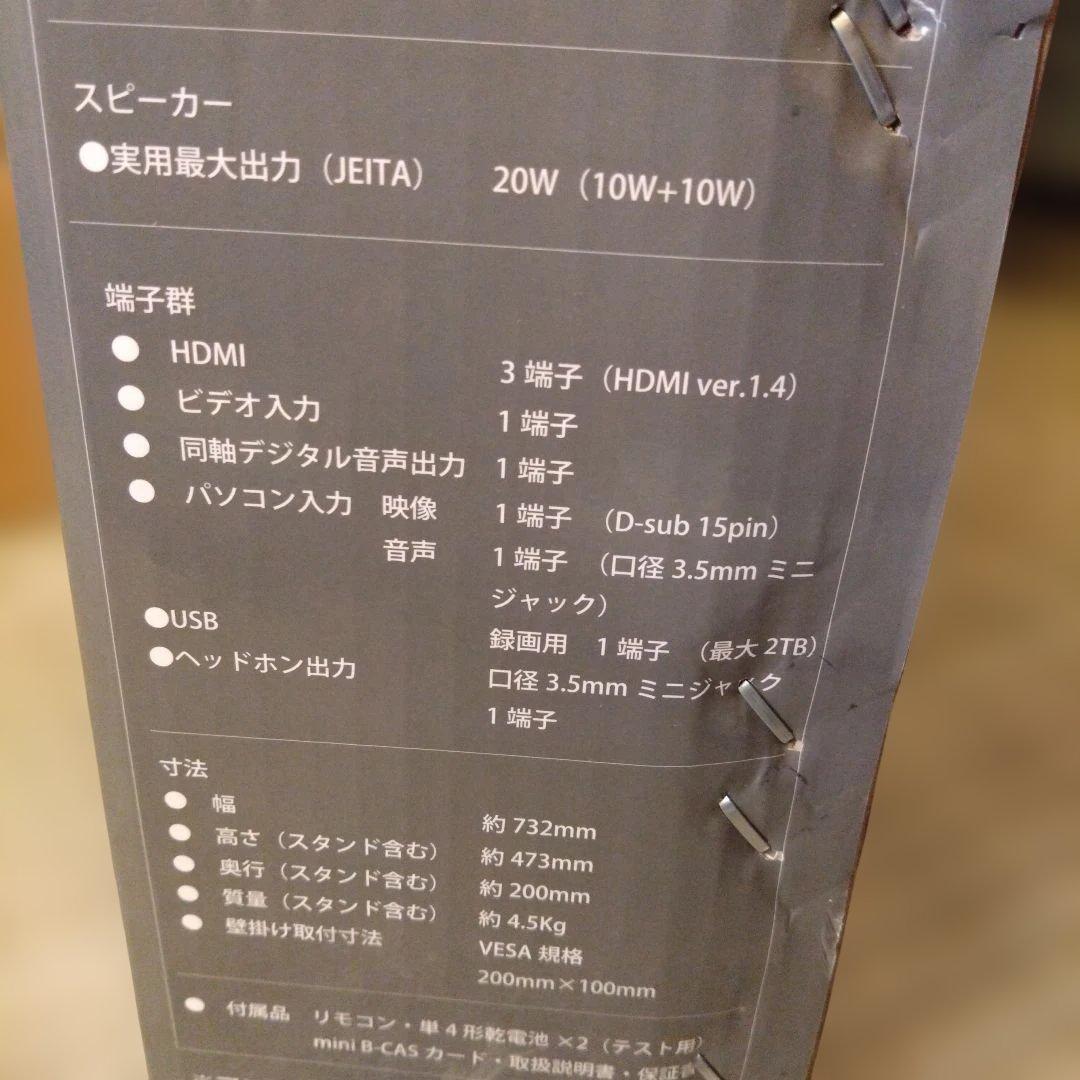 スピーカー
●実用最大出力（JEITA） 20W（10W+10W）
端子群
● HDMI 3 端子（HDMI ver.1.4）
● ビデオ入力 1 端子
● 同軸デジタル音声出力 1 端子
● パソコン入力 映像 1 端子 （D-sub 15pin）
音声 1 端子 （口径 3.5mm ミニ
ジャック）
●USB 録画用 1 端子 （最大 2TB）
●ヘッドホン出力 口径 3.5mm ミニジャック
1 端子
寸法
● 幅 約 732mm
● 高さ（スタンド含む） 約 473mm
● 奥行（スタンド含む） 約 200mm
● 質量（スタンド含む） 約 4.5Kg
● 壁掛け取付寸法 VESA 規格
200mm×100mm
● 付属品 リモコン・単 4 形乾電池 ×2（テスト用）
mini B-CAS カード・取扱説明書・保証書